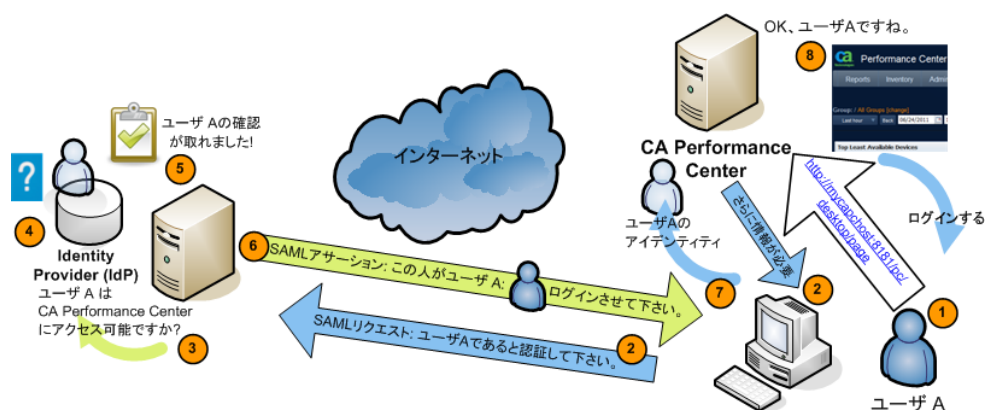 OK、ユーザAですね。
8
ca
Performance Center
Reports Inventory Admi
Group: / All Groups [change]
Last hour Back 06/24/2011
Top Least Available Devices
ユーザ Aの確認
が取れました!
5
?
4
Identity
Provider (IdP)
ユーザ A は
CA Performance Center
にアクセス可能ですか?
3
インターネット
CA Performance
Center
ユーザAの
アイデンティティ
さらに情報が必要
http://mycapchost:8181/pc/
desktop/page
ログインする
6
SAMLアサーション: この人がユーザ A: ログインさせて下さい。
7
2
SAMLリクエスト: ユーザAであると認証して下さい。
2
1
ユーザ A